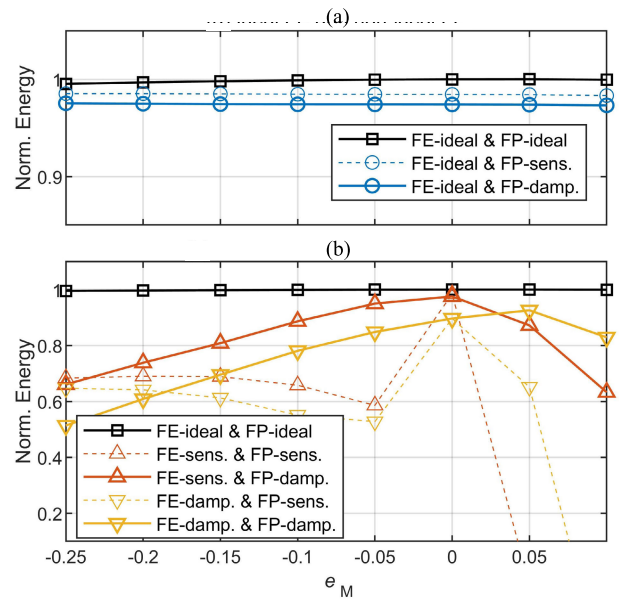 (a)
Norm. Energy
1
0.9
FE-ideal & FP-ideal
FE-ideal & FP-sens.
FE-ideal & FP-damp.
(b)
Norm. Energy
1
0.8
0.6
0.4
0.2
FE-ideal & FP-ideal
FE-sens. & FP-sens.
FE-sens. & FP-damp.
FE-damp. & FP-sens.
FE-damp. & FP-damp.
-0.25 -0.2 -0.15 -0.1 -0.05 0 0.05
e M